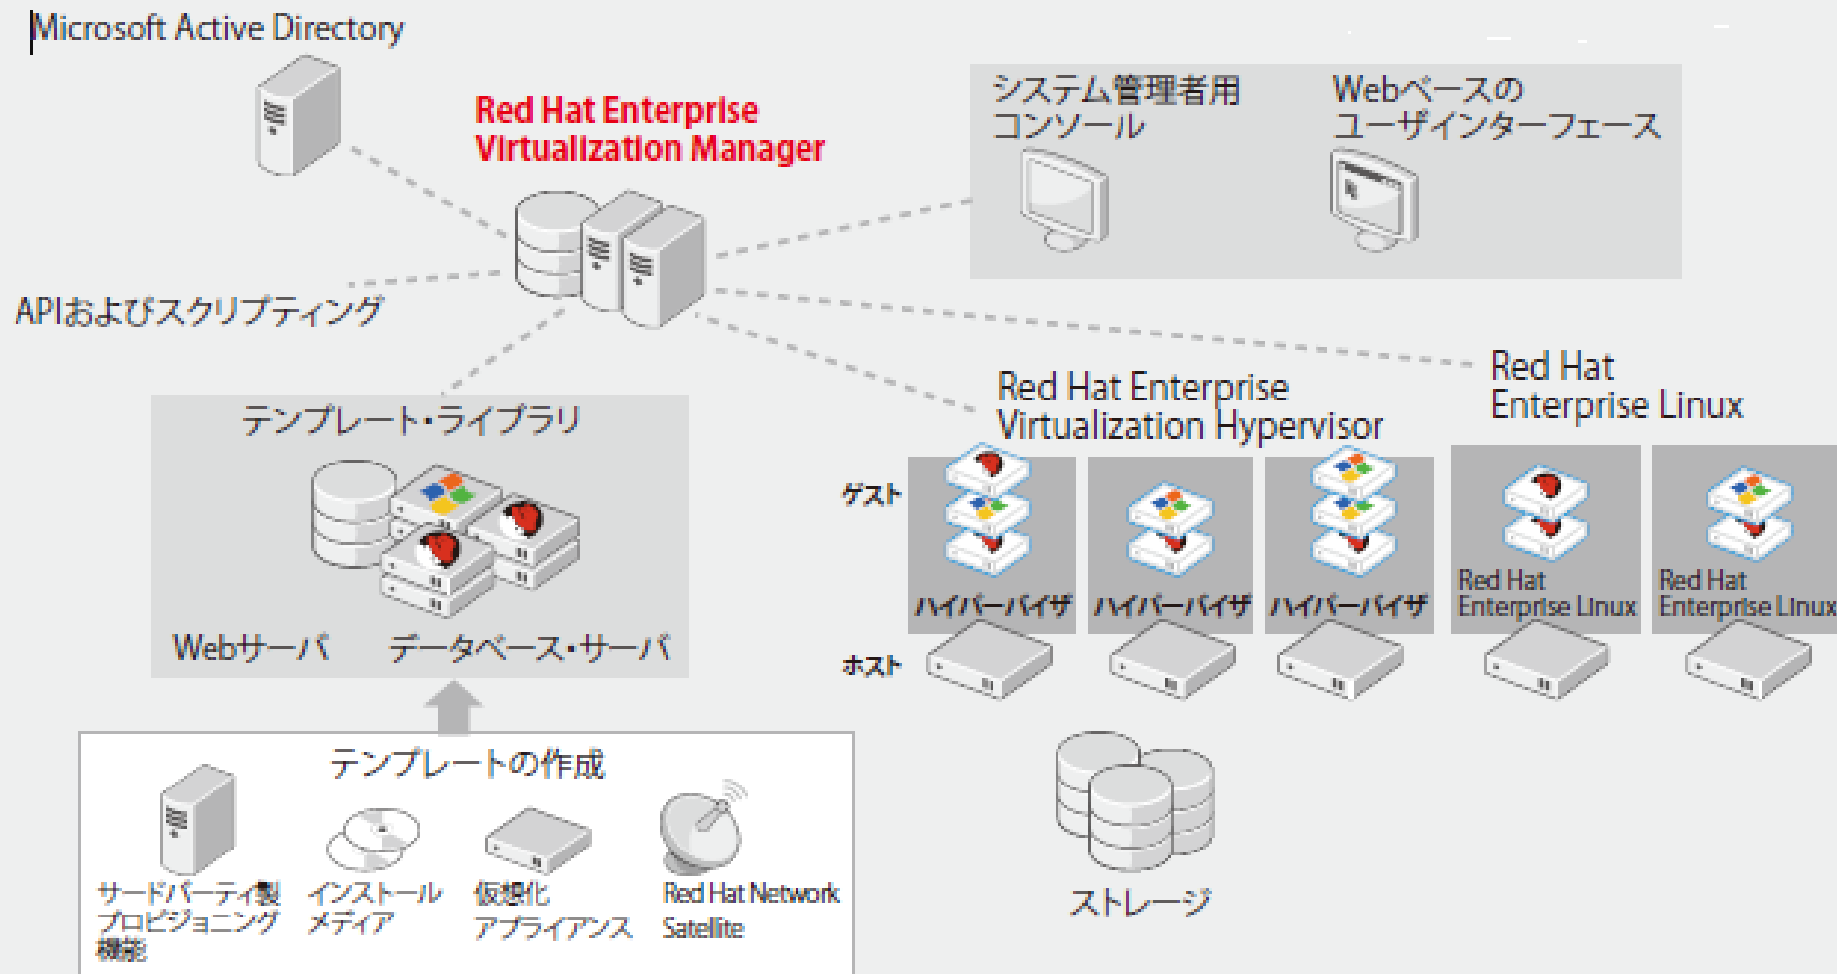 Microsoft Active Directory
Red Hat Enterprise
Virtualization Manager
システム管理者用
コンソール
Webベースの
ユーザインターフェース
APIおよびスクリプティング
テンプレート・ライブラリ
Webサーバ
データベース・サーバ
Red Hat Enterprise
Virtualization Hypervisor
Red Hat
Enterprise Linux
ゲスト
ハイパーバイザ
ハイパーバイザ
ハイパーバイザ
Red Hat
Enterprise Linux
Red Hat
Enterprise Linux
ホスト
テンプレートの作成
サードパーティ製
プロビジョニング
機能
インストール
メディア
仮想化
アプライアンス
Red Hat Network
Satellite
ストレージ